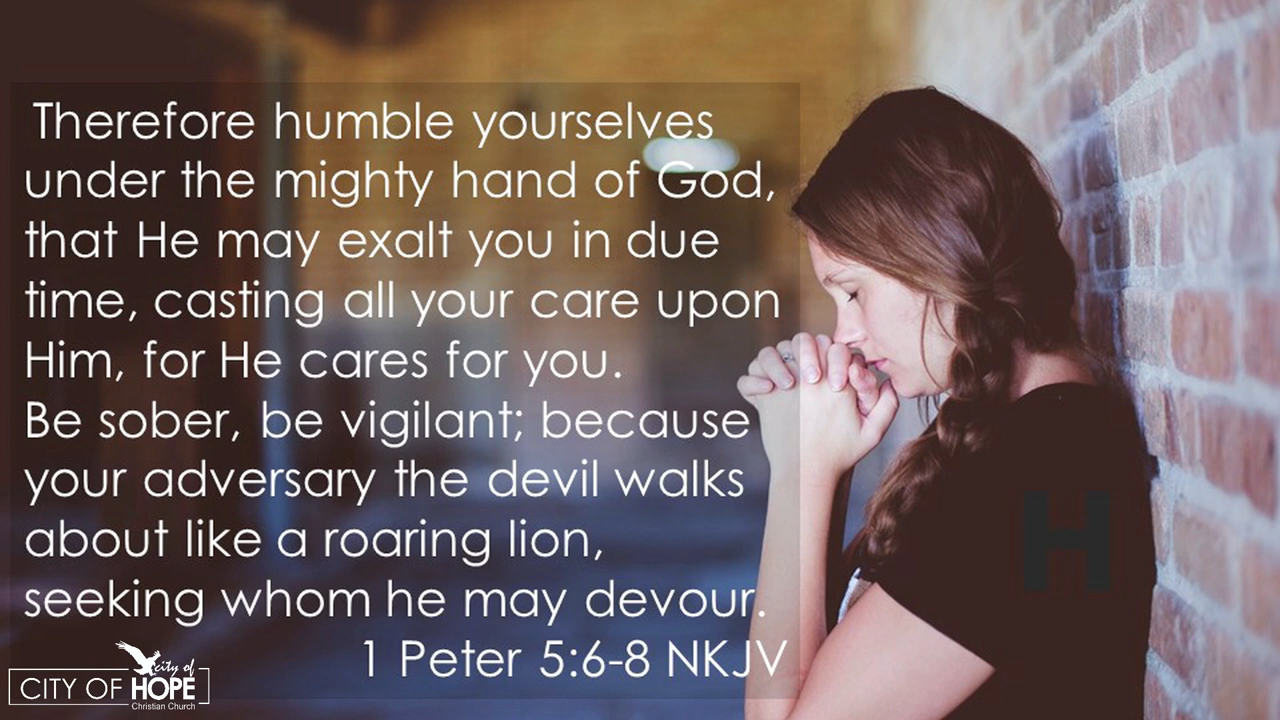 Therefore humble yourselves
under the mighty hand of God,
that He may exalt you in due
time, casting all your care upon
Him, for He cares for you.
Be sober, be vigilant; because
your adversary the devil walks
about like a roaring lion,
seeking whom he may devour.
1 Peter 5:6-8 NKJV
city of
CITY OF HOPE
Christian Church
H